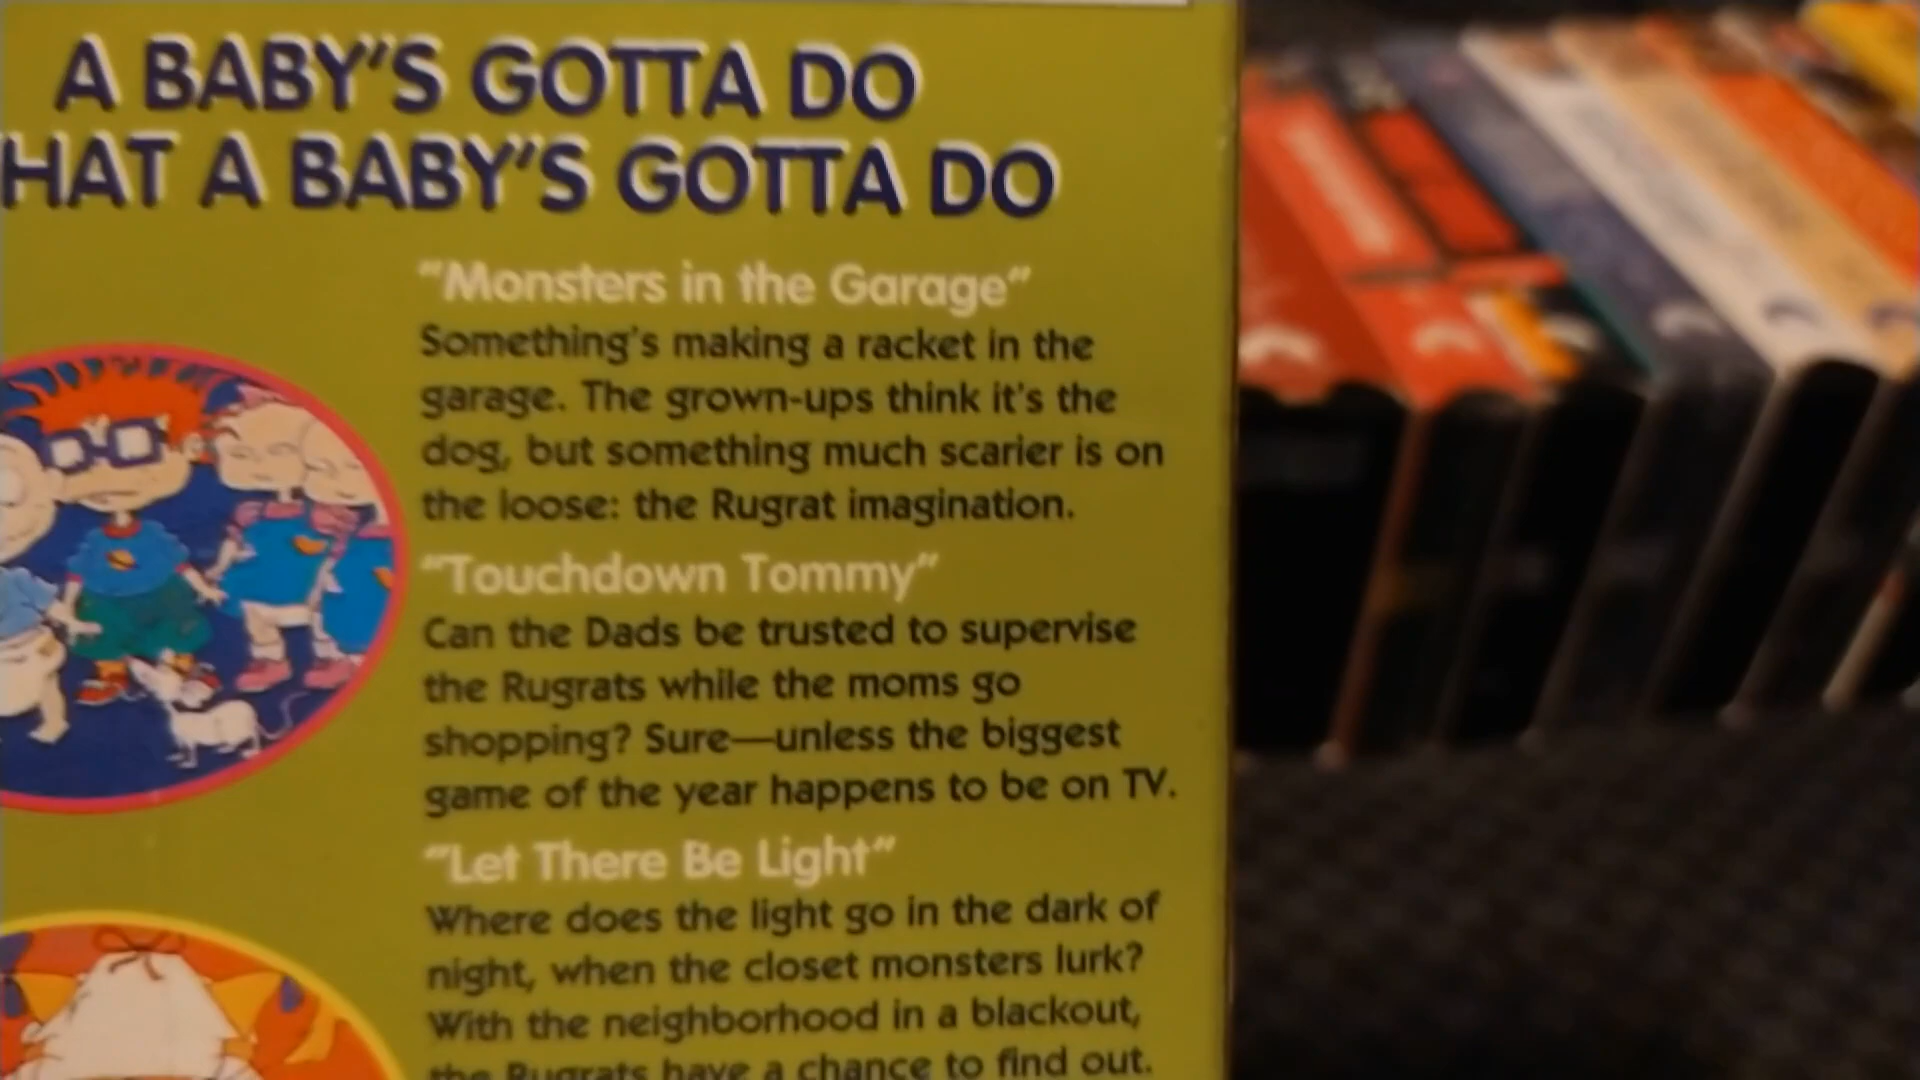 A BABY'S GOTTA DO
HAT A BABY'S GOTTA DO
"Monsters in the Garage"
Something's making a racket in the
garage. The grown-ups think it's the
dog, but something much scarier is on
the loose: the Rugrat imagination.
"Touchdown Tommy"
Can the Dads be trusted to supervise
the Rugrats while the moms go
shopping? Sure—unless the biggest
game of the year happens to be on TV.
"Let There Be Light"
Where does the light go in the dark of
night, when the closet monsters lurk?
With the neighborhood in a blackout,
the Rugrats have a chance to find out.